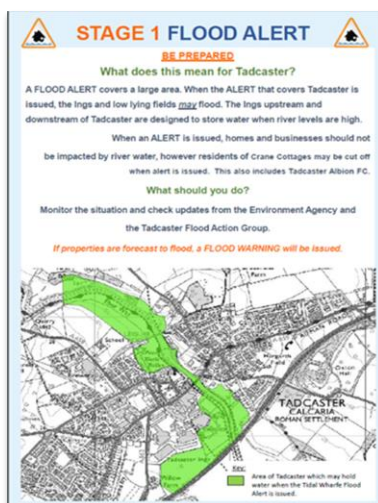 STAGE 1 FLOOD ALERT
BE PREPARED
What does this mean for Tadcaster?
A FLOOD ALERT covers a large area. When the ALERT that covers Tadcaster is
issued, the Ings and low lying fields may flood. The Ings upstream and
downstream of Tadcaster are designed to store water when river levels are high.
When an ALERT is issued, homes and businesses should not
be impacted by river water, however residents of Crane Cottages may be cut off
when alert is issued. This also includes Tadcaster Albion FC.
What should you do?
Monitor the situation and check updates from the Environment Agency and
the Tadcaster Flood Action Group.
If properties are forecast to flood, a FLOOD WARNING will be issued.
School
TADCASTER
CALCARIA
ROMAN SETTLEMENT
Tadcaster Ings
Willow
Farm
Key:
Area of Tadcaster which may hold
water when the Tidal Wharfe Flood
Alert is issued.